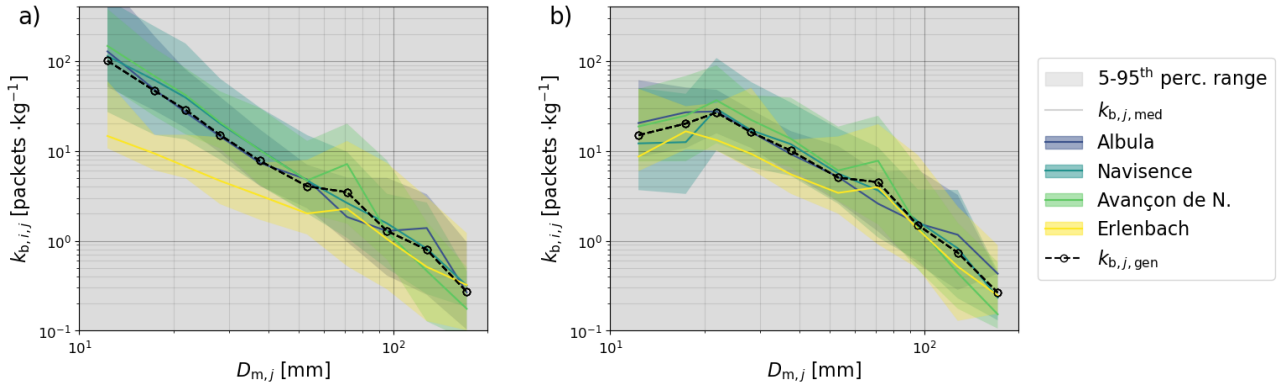 a)
10²
10¹
10⁰
10⁻¹
k_b,i,j [packets ·kg⁻¹]
10¹
10²
D_m,j [mm]
b)
10²
10¹
10⁰
10⁻¹
k_b,i,j [packets ·kg⁻¹]
10¹
10²
D_m,j [mm]
5-95ᵗʰ perc. range
k_b,j,med
Albula
Navisence
Avançon de N.
Erlenbach
k_b,j,gen